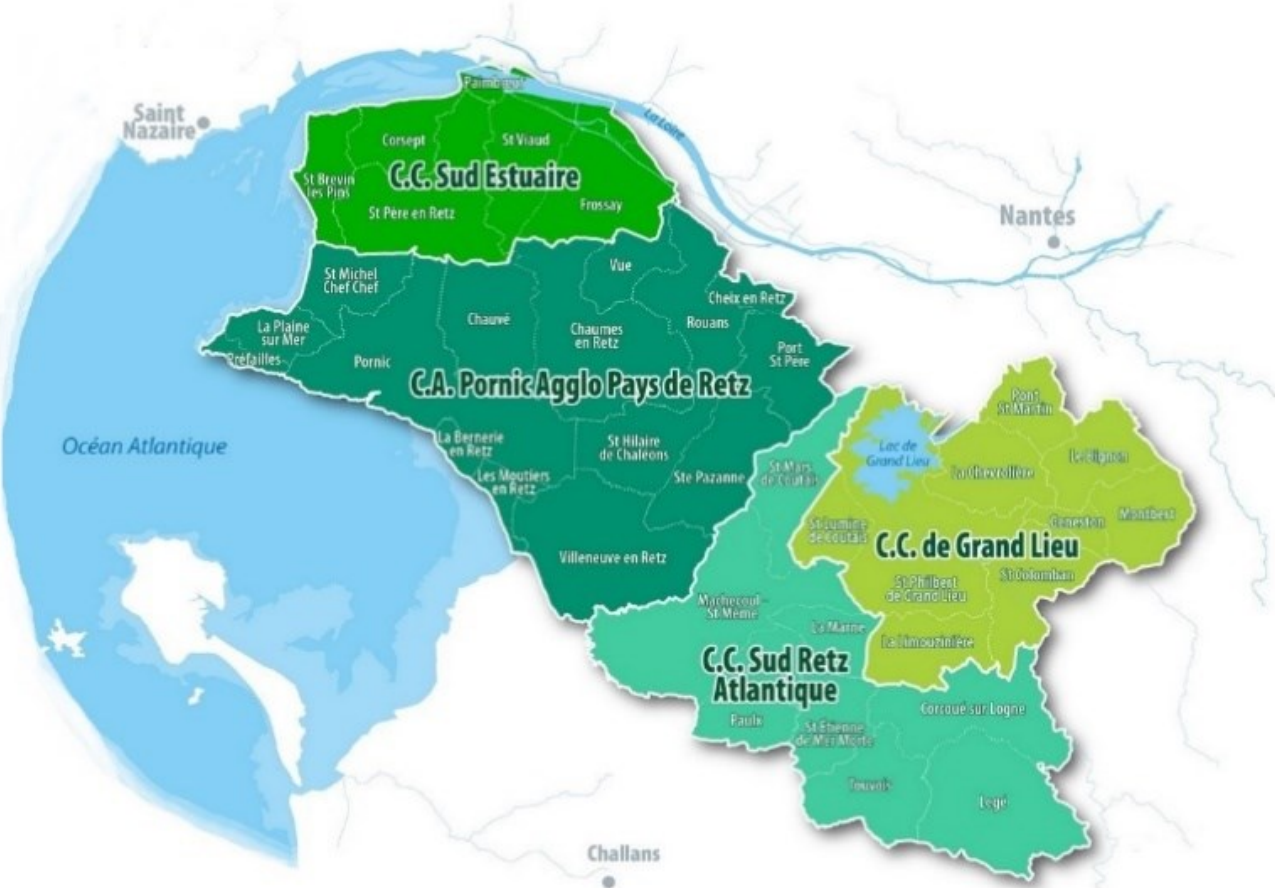 Saint
Nazaire
Paimbœuf
La Loire
Corsept
St Viaud
St Brevin
les Pins
C.C. Sud Estuaire
St Père en Retz
Frossay
Nantes
St Michel
Chef Chef
Vue
Cheix en Retz
La Plaine
sur Mer
Préfailles
Pornic
Chauvé
Chaumes
en Retz
Rouans
Port
St Père
C.A. Pornic Agglo Pays de Retz
Océan Atlantique
La Bernerie
en Retz
Les Moutiers
en Retz
St Hilaire
de Chaléons
Ste Pazanne
Villeneuve en Retz
St Mars
de Coutais
Lac de
Grand Lieu
Pont
St Martin
La Chevrolière
Le Bignon
Geneston
Montbert
St Lumine
de Coutais
C.C. de Grand Lieu
St Philbert
de Grand Lieu
St Colomban
La Limouzinière
Machecoul
St Même
La Marne
C.C. Sud Retz
Atlantique
Paulx
St Etienne
de Mer Morte
Corcoué sur Logne
Touvois
Legé
Challans